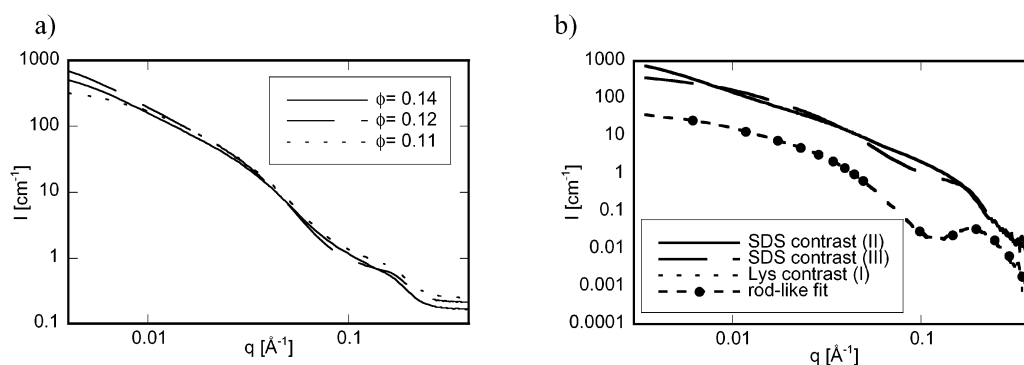 a)
1000
100
10
1
0.1
I [cm⁻¹]
0.01
0.1
q [Å⁻¹]
ϕ= 0.14
ϕ= 0.12
ϕ= 0.11
b)
1000
100
10
1
0.1
0.01
0.001
0.0001
I [cm⁻¹]
0.01
0.1
q [Å⁻¹]
SDS contrast (II)
SDS contrast (III)
Lys contrast (I)
rod-like fit